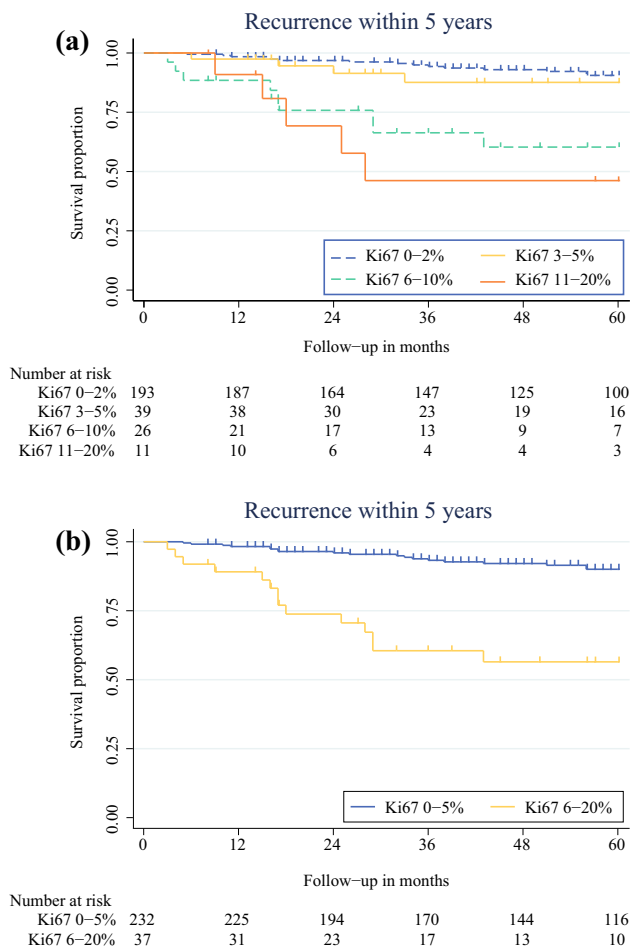 Recurrence within 5 years
(a)
Survival proportion
1.00
0.75
0.50
0.25
0.00
Ki67 0−2% Ki67 3−5%
Ki67 6−10% Ki67 11−20%
0 12 24 36 48 60
Follow−up in months
Number at risk
Ki67 0−2% 193 187 164 147 125 100
Ki67 3−5% 39 38 30 23 19 16
Ki67 6−10% 26 21 17 13 9 7
Ki67 11−20% 11 10 6 4 4 3
Recurrence within 5 years
(b)
Survival proportion
1.00
0.75
0.50
0.25
0.00
Ki67 0−5% Ki67 6−20%
0 12 24 36 48 60
Follow−up in months
Number at risk
Ki67 0−5% 232 225 194 170 144 116
Ki67 6−20% 37 31 23 17 13 10